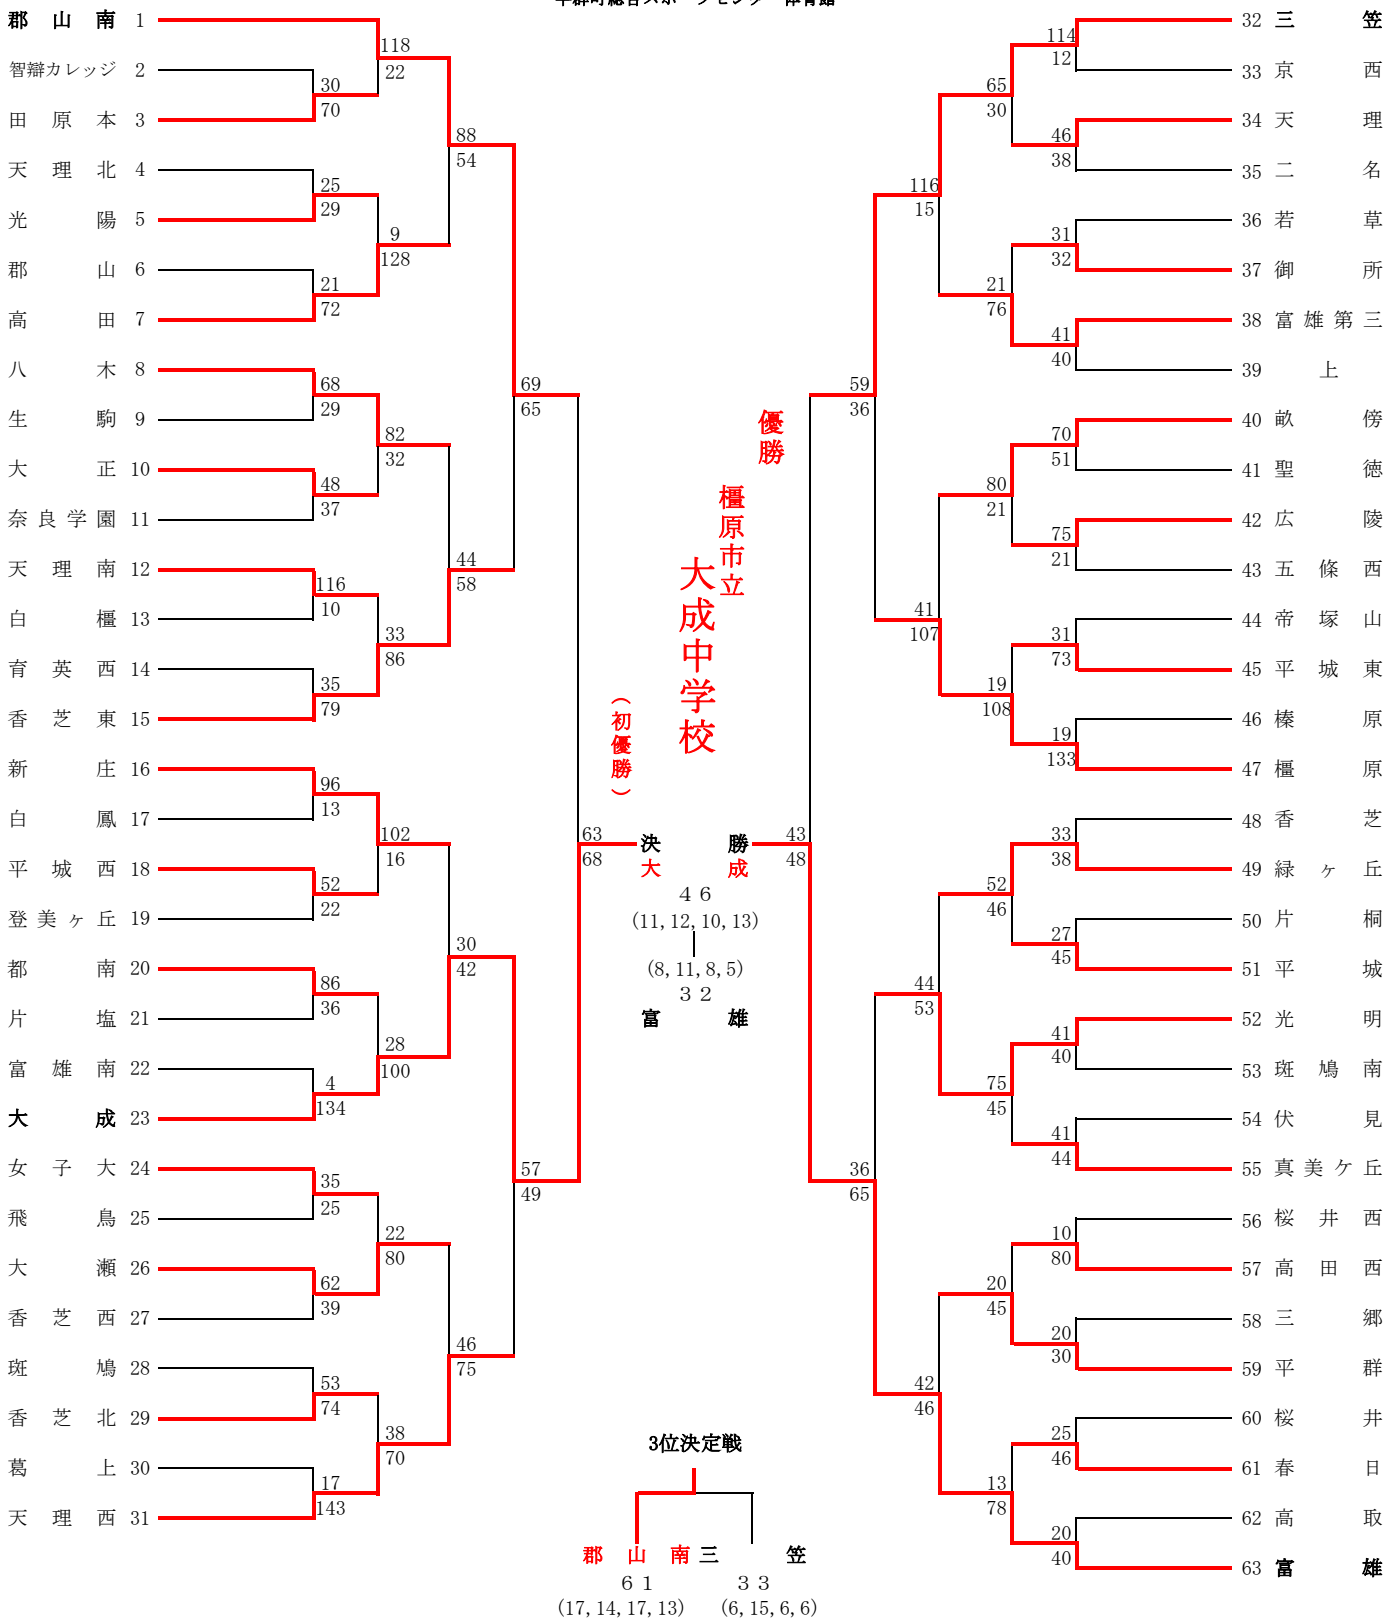 郡山南 1
智辯カレッジ 2
田原本 3
天理北 4
光陽 5
郡山 6
高田 7
八木 8
生駒 9
大正 10
奈良学園 11
天理南 12
白橿 13
育英西 14
香芝東 15
新庄 16
白鳳 17
平城西 18
登美ヶ丘 19
都南 20
片塩 21
富雄南 22
大成 23
女子大 24
飛鳥 25
大瀬 26
香芝西 27
斑鳩 28
香芝北 29
葛上 30
天理西 31
30
70
25
29
21
72
68
29
48
37
116
10
35
79
96
13
52
22
86
36
4
134
35
25
62
39
53
74
17
143
118
22
9
128
82
32
33
86
102
16
28
100
22
80
38
70
88
54
44
58
30
42
46
75
69
65
57
49
63
68
優勝
橿原市立
大成中学校
（初優勝）
決勝
大成
46
(11,12,10,13)
(8,11,8,5)
32
富雄
3位決定戦
郡山南 三笠
61 33
(17,14,17,13) (6,15,6,6)
43
48
59
36
36
65
116
15
41
107
44
53
42
46
65
30
21
76
80
21
19
108
52
46
75
45
20
45
13
78
114
12
46
38
31
32
41
40
70
51
75
21
31
73
19
133
33
38
27
45
41
40
41
44
10
80
20
30
25
46
20
40
32 三笠
33 京西
34 天理
35 二名
36 若草
37 御所
38 富雄第三
39 上
40 畝傍
41 聖徳
42 広陵
43 五條西
44 帝塚山
45 平城東
46 榛原
47 橿原
48 香芝
49 緑ヶ丘
50 片桐
51 平城
52 光明
53 斑鳩南
54 伏見
55 真美ケ丘
56 桜井西
57 高田西
58 三郷
59 平群
60 桜井
61 春日
62 高取
63 富雄